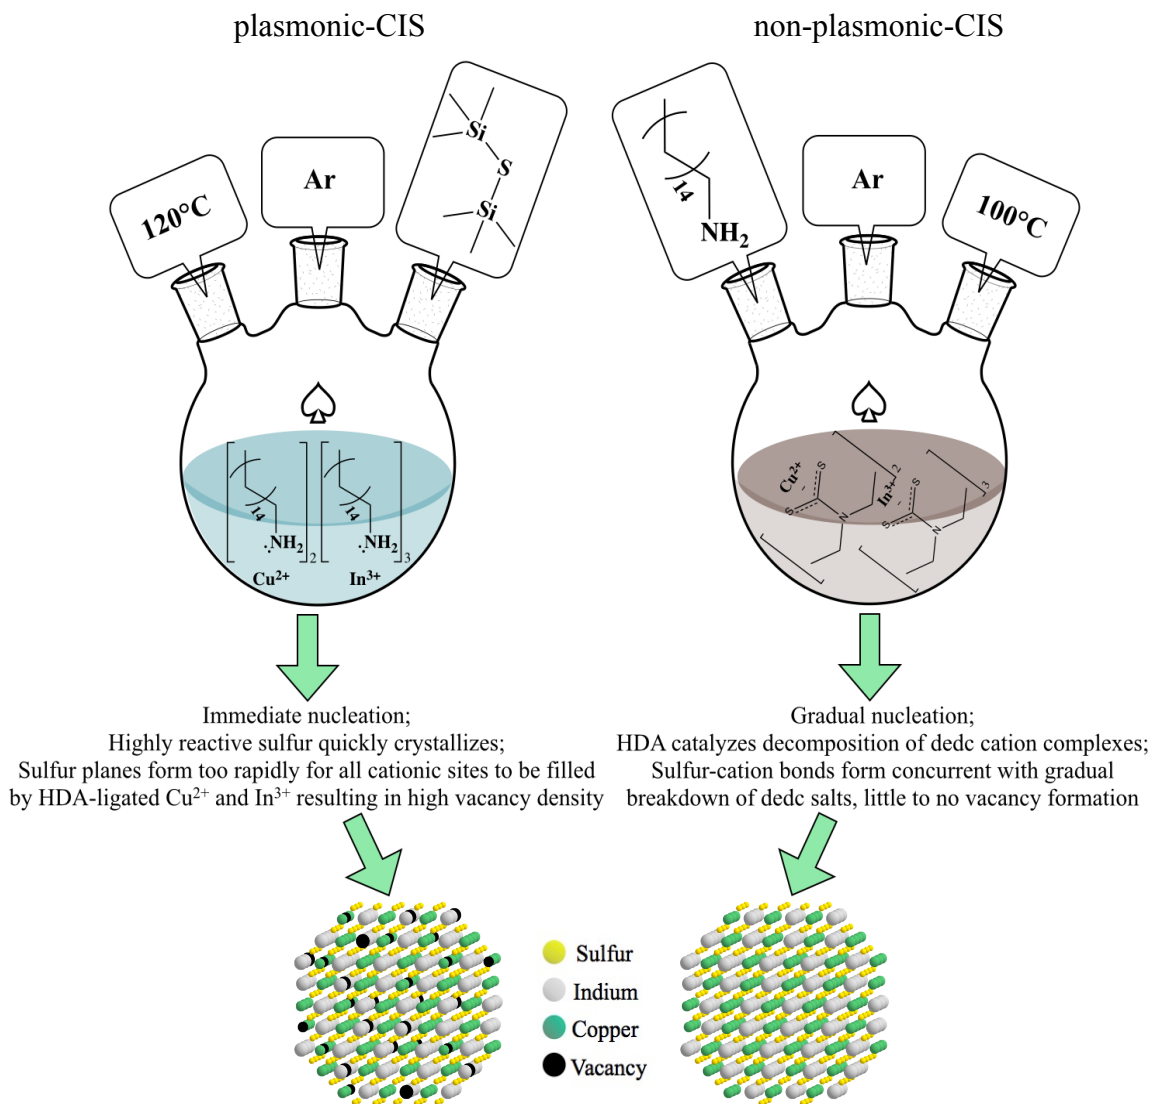 plasmonic-CIS
non-plasmonic-CIS
120°C
Ar
Si
S
Si
14
NH2
Ar
100°C
14
:NH2
2
Cu2+
14
:NH2
3
In3+
Cu2+
-
S
S
N
2
In3+
-
S
S
N
3
Immediate nucleation;
Highly reactive sulfur quickly crystallizes;
Sulfur planes form too rapidly for all cationic sites to be filled
by HDA-ligated Cu2+ and In3+ resulting in high vacancy density
Gradual nucleation;
HDA catalyzes decomposition of dedc cation complexes;
Sulfur-cation bonds form concurrent with gradual
breakdown of dedc salts, little to no vacancy formation
Sulfur
Indium
Copper
Vacancy